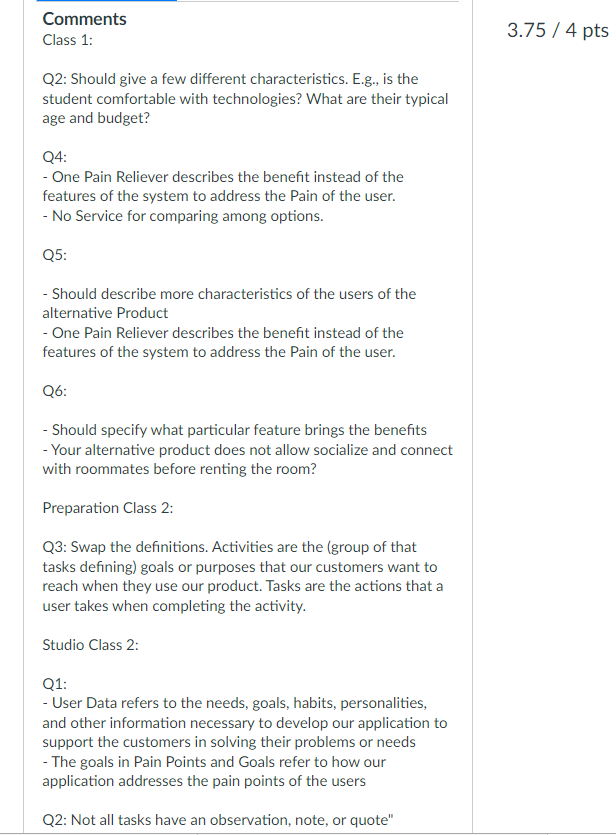 Comments
3.75 / 4 pts
Class 1:
Q2: Should give a few different characteristics. E.g., is the
student comfortable with technologies? What are their typical
age and budget?
Q4:
- One Pain Reliever describes the benefit instead of the
features of the system to address the Pain of the user.
- No Service for comparing among options.
Q5:
- Should describe more characteristics of the users of the
alternative Product
- One Pain Reliever describes the benefit instead of the
features of the system to address the Pain of the user.
Q6:
- Should specify what particular feature brings the benefits
- Your alternative product does not allow socialize and connect
with roommates before renting the room?
Preparation Class 2:
Q3: Swap the definitions. Activities are the (group of that
tasks defining) goals or purposes that our customers want to
reach when they use our product. Tasks are the actions that a
user takes when completing the activity.
Studio Class 2:
Q1:
- User Data refers to the needs, goals, habits, personalities,
and other information necessary to develop our application to
support the customers in solving their problems or needs
- The goals in Pain Points and Goals refer to how our
application addresses the pain points of the users
Q2: Not all tasks have an observation, note, or quote"